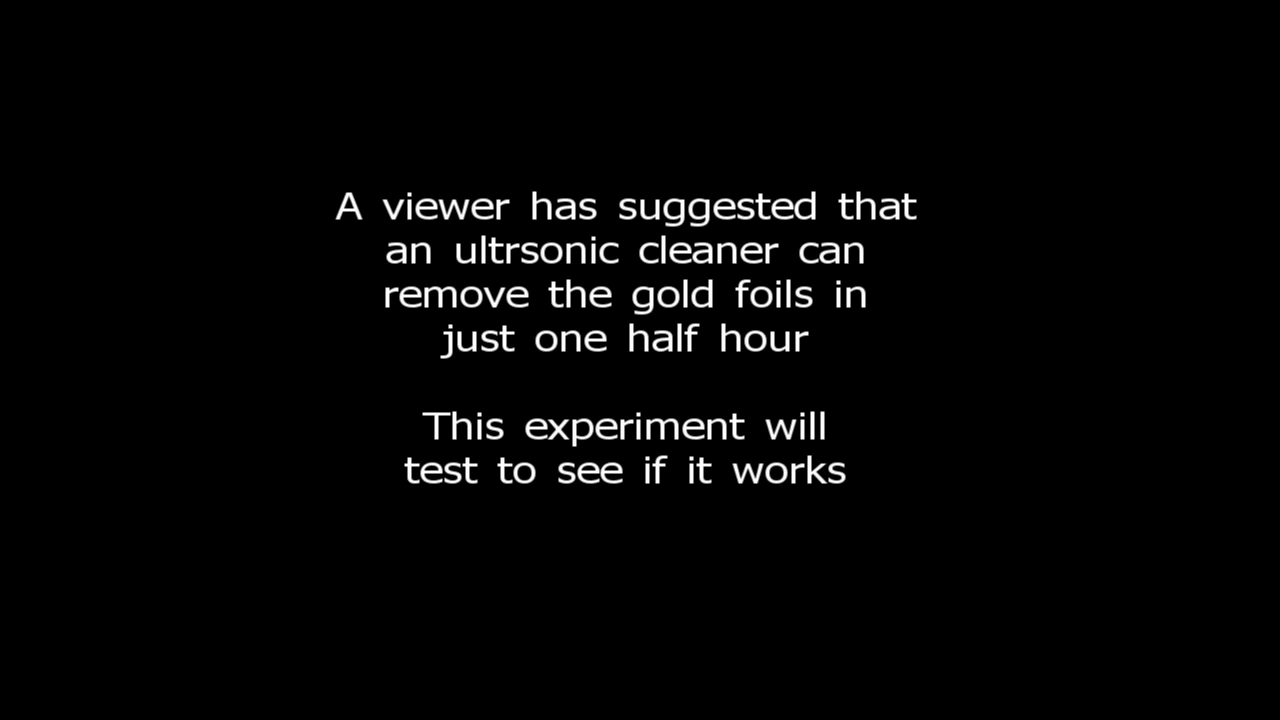 A viewer has suggested that
an ultrsonic cleaner can
remove the gold foils in
just one half hour
This experiment will
test to see if it works